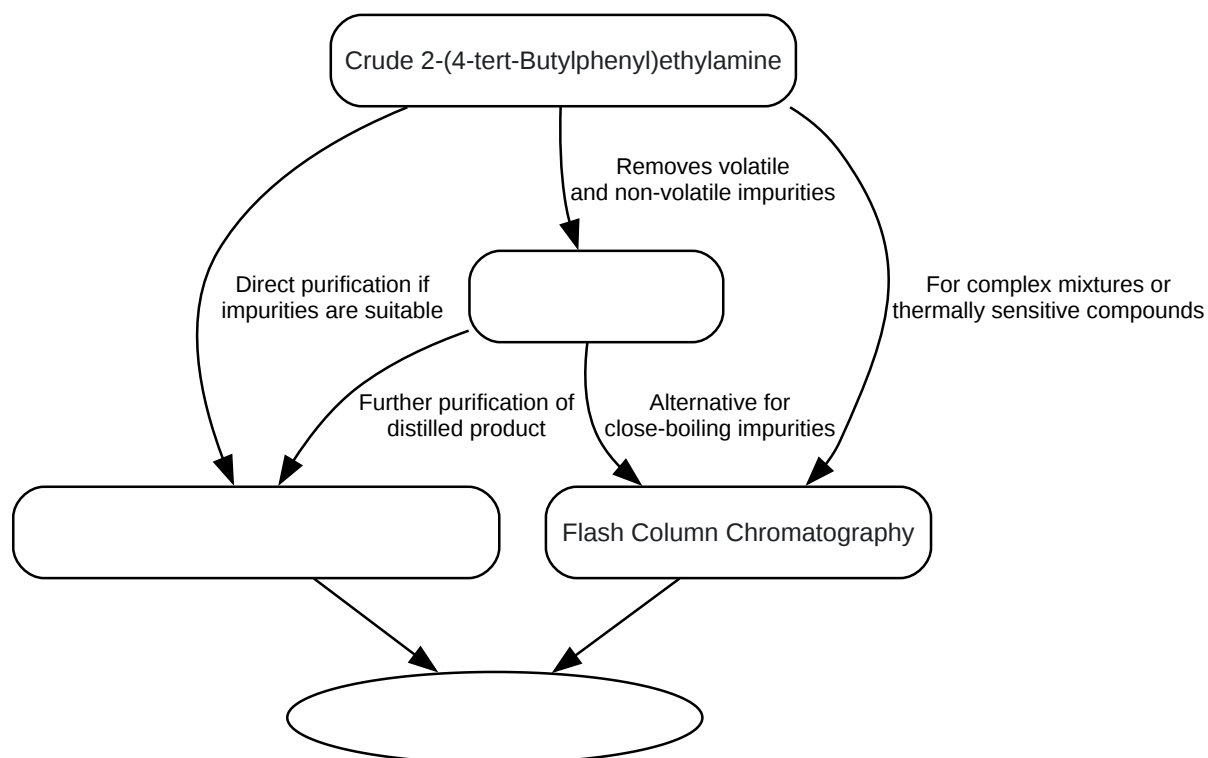 Crude 2-(4-tert-Butylphenyl)ethylamine
Removes volatile
and non-volatile impurities
Direct purification if
impurities are suitable
For complex mixtures or
thermally sensitive compounds
Further purification of
distilled product
Alternative for
close-boiling impurities
Flash Column Chromatography